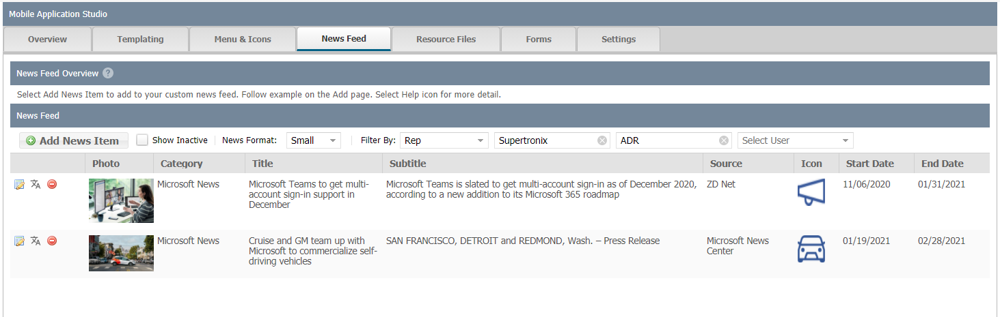 Mobile Application Studio
Overview Templating Menu & Icons News Feed Resource Files Forms Settings
News Feed Overview ?
Select Add News Item to add to your custom news feed. Follow example on the Add page. Select Help icon for more detail.
News Feed
Add News Item Show Inactive News Format: Small Filter By: Rep Supertronix ADR Select User
Photo Category Title Subtitle Source Icon Start Date End Date
Microsoft News Microsoft Teams to get multi- Microsoft Teams is slated to get multi-account sign-in as of December 2020, ZD Net 11/06/2020 01/31/2021
account sign-in support in according to a new addition to its Microsoft 365 roadmap
December
Microsoft News Cruise and GM team up with SAN FRANCISCO, DETROIT and REDMOND, Wash. – Press Release Microsoft News 01/19/2021 02/28/2021
Microsoft to commercialize self- Center
driving vehicles